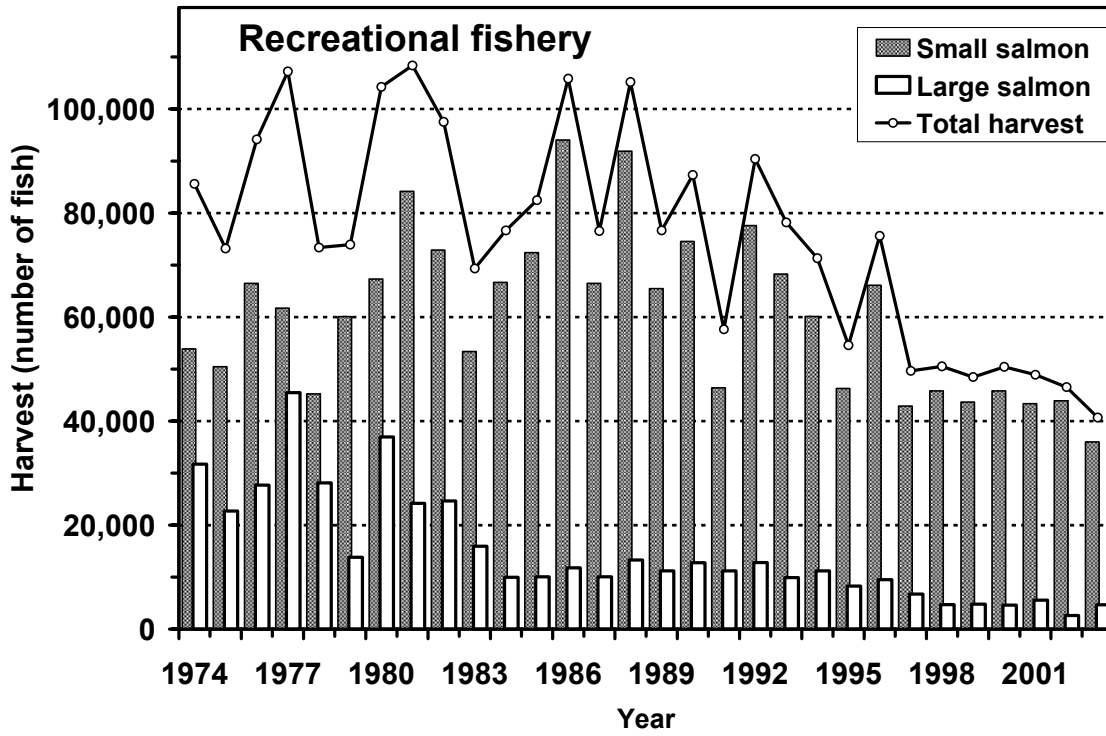 Recreational fishery
Small salmon
Large salmon
Total harvest
Harvest (number of fish)
100,000
80,000
60,000
40,000
20,000
0
1974 1977 1980 1983 1986 1989 1992 1995 1998 2001
Year